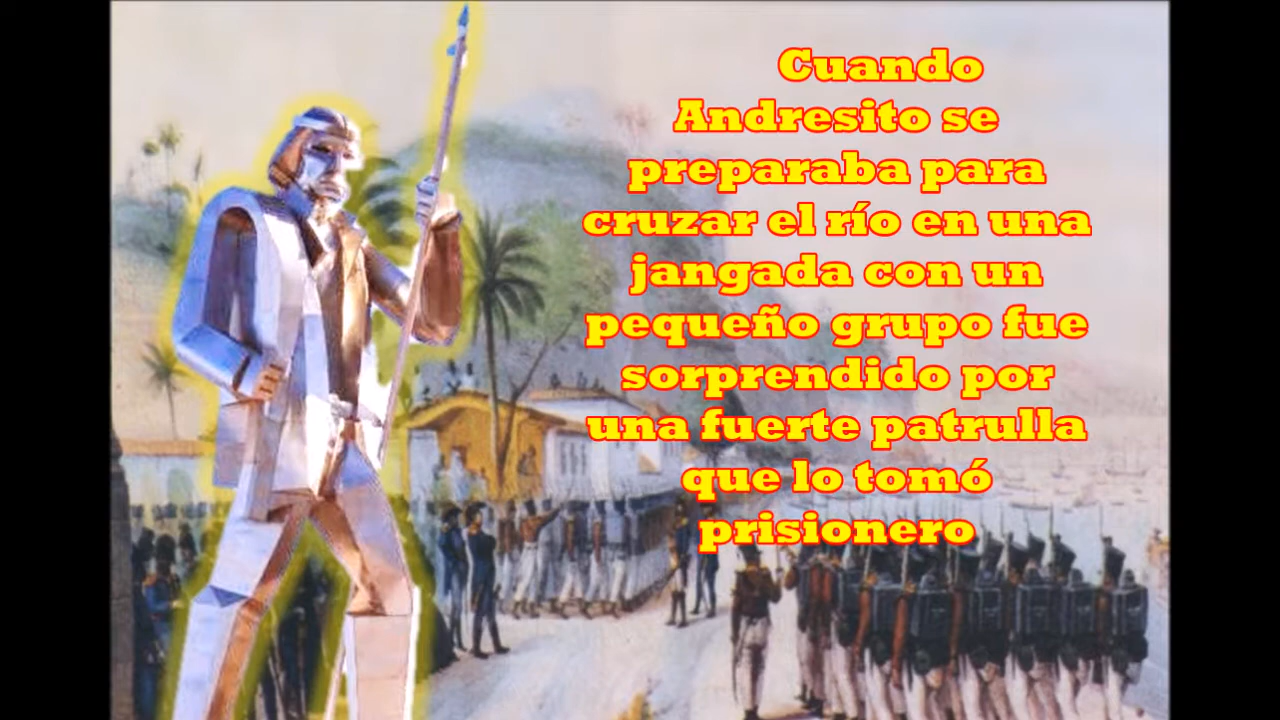 Cuando
Andresito se
preparaba para
cruzar el río en una
jangada con un
pequeño grupo fue
sorprendido por
una fuerte patrulla
que lo tomó
prisionero